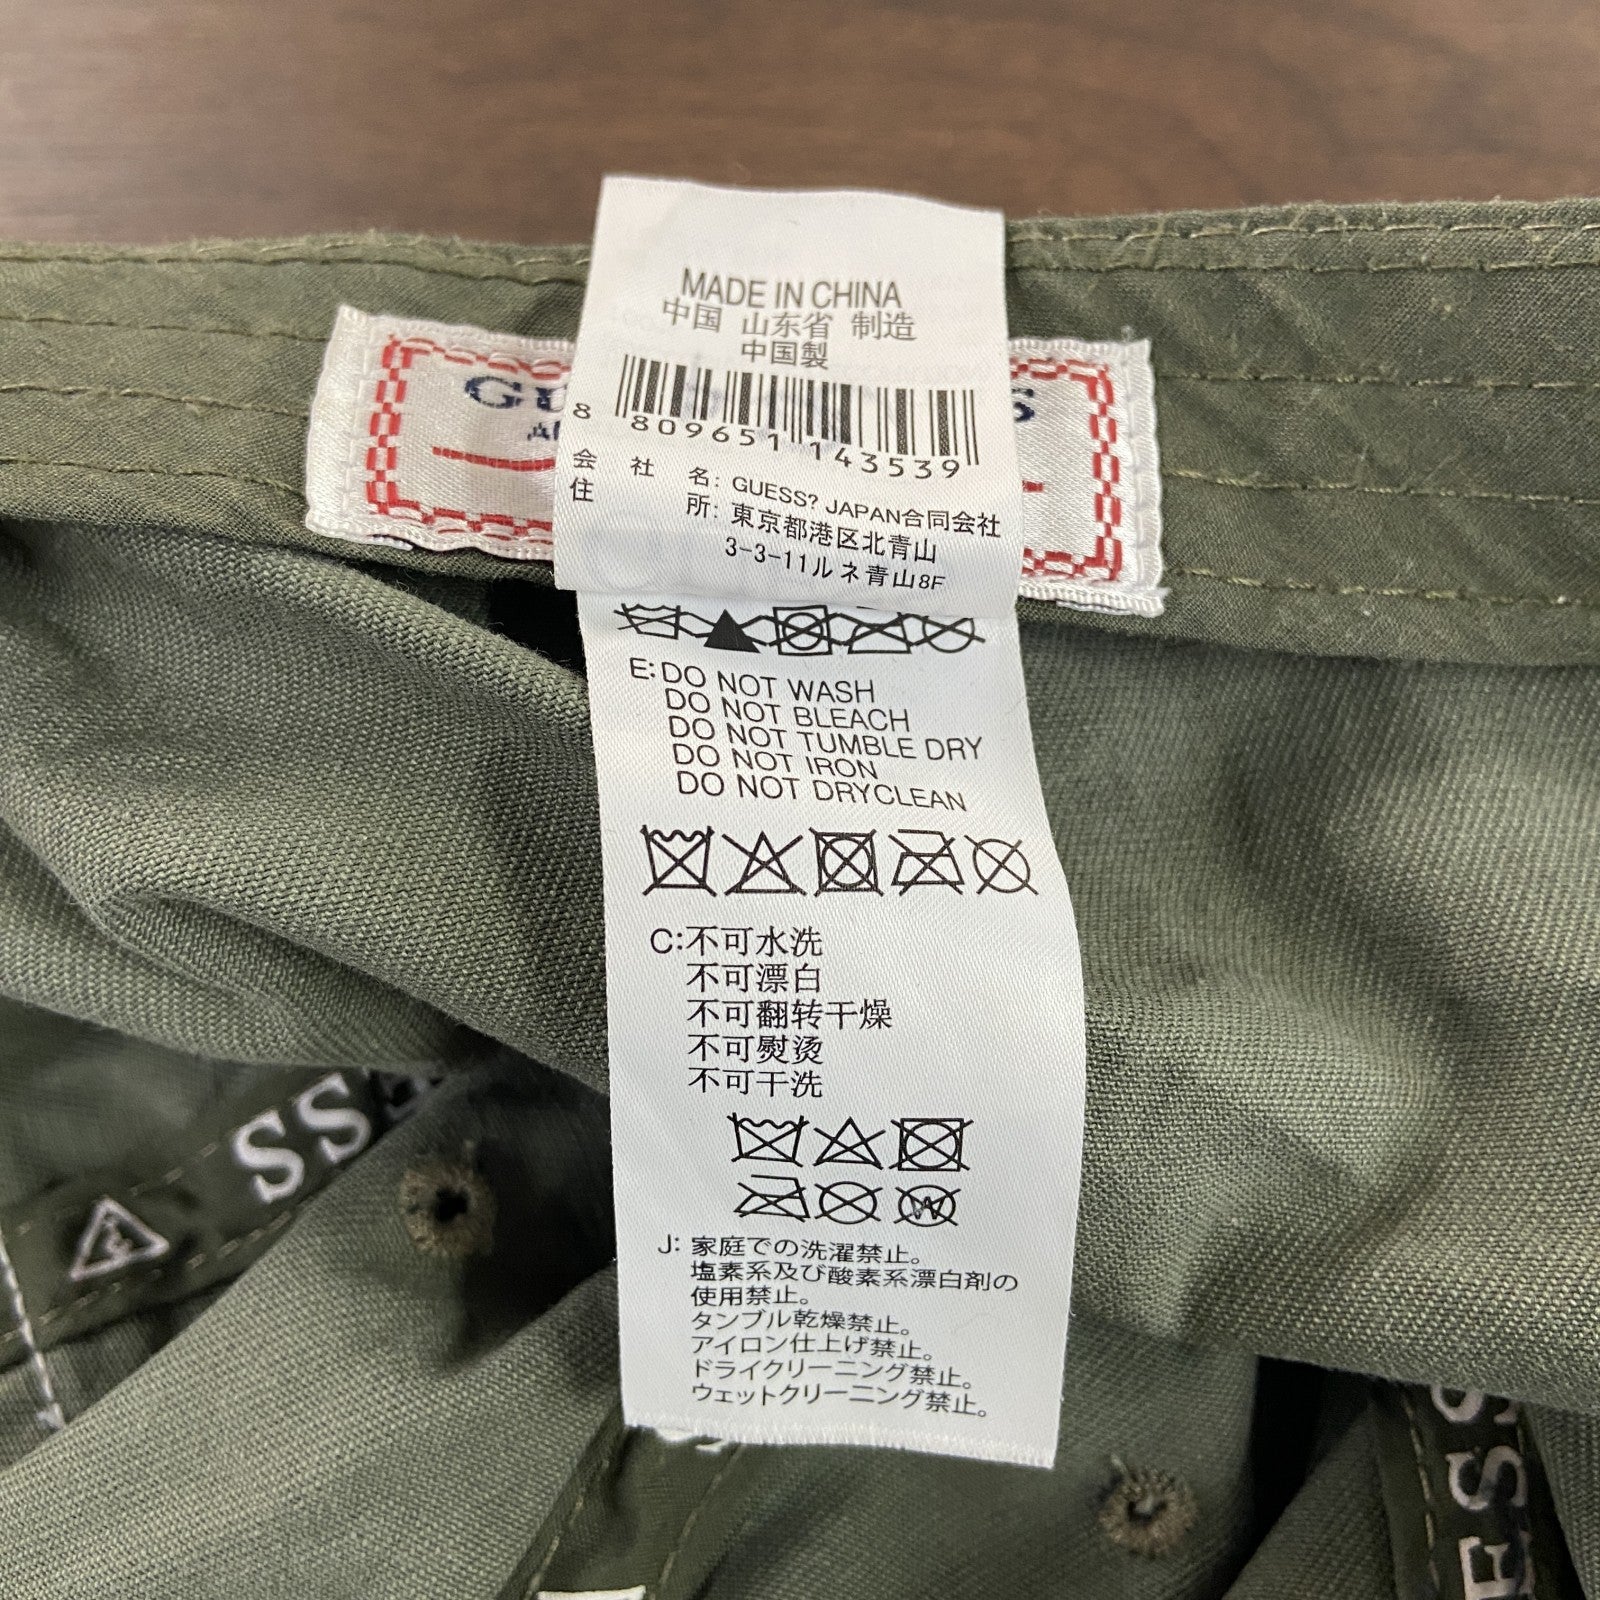 MADE IN CHINA
中国 山东省 制造
中国製
8 809651 143539
会 社 名: GUESS? JAPAN合同会社
住 所: 東京都港区北青山
3-3-11ルネ青山8F
E:DO NOT WASH
DO NOT BLEACH
DO NOT TUMBLE DRY
DO NOT IRON
DO NOT DRYCLEAN
C:不可水洗
不可漂白
不可翻转干燥
不可熨烫
不可干洗
W
J: 家庭での洗濯禁止。
塩素系及び酸素系漂白剤の
使用禁止。
タンブル乾燥禁止。
アイロン仕上げ禁止。
ドライクリーニング禁止。
ウェットクリーニング禁止。